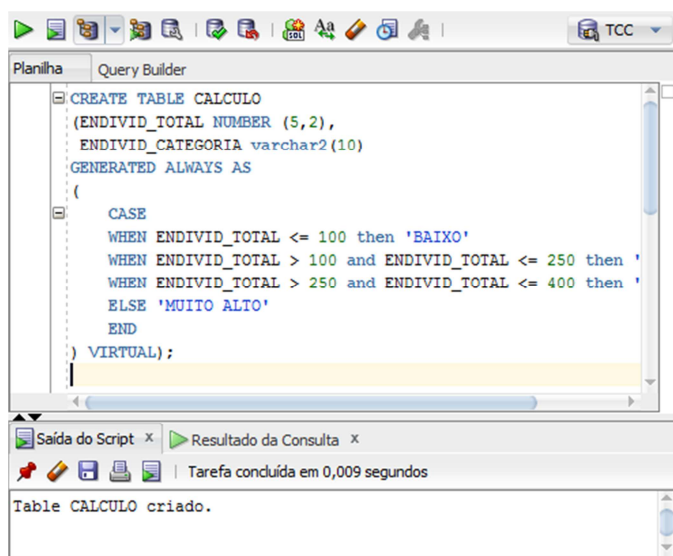 TCC
Planilha Query Builder
CREATE TABLE CALCULO
(ENDIVID_TOTAL NUMBER (5,2),
ENDIVID_CATEGORIA varchar2(10)
GENERATED ALWAYS AS
(
CASE
WHEN ENDIVID_TOTAL <= 100 then 'BAIXO'
WHEN ENDIVID_TOTAL > 100 and ENDIVID_TOTAL <= 250 then '
WHEN ENDIVID_TOTAL > 250 and ENDIVID_TOTAL <= 400 then '
ELSE 'MUITO ALTO'
END
) VIRTUAL);
Saída do Script x Resultado da Consulta x
Tarefa concluída em 0,009 segundos
Table CALCULO criado.